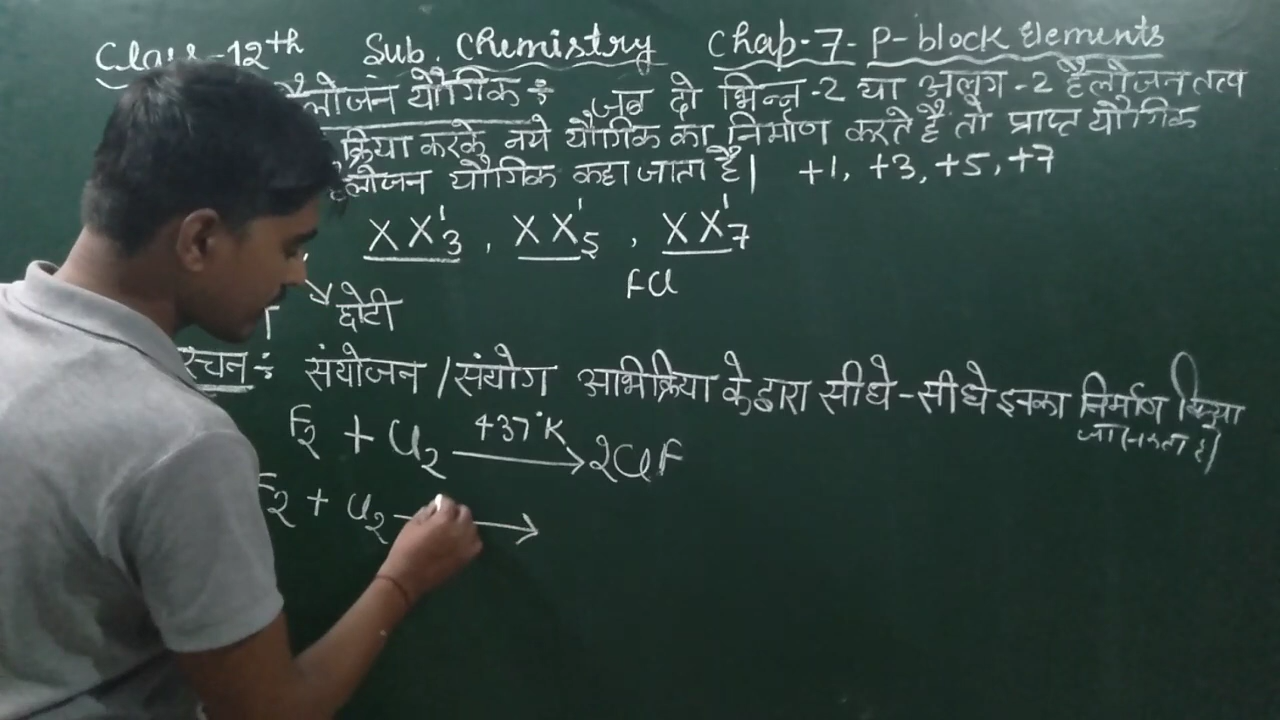 Class-12th Sub. Chemistry Chap-7- P-block Elements
हैलोजन यौगिक : जब दो भिन्न-2 या अलग-2 हैलोजन तत्व
क्रिया करके नये यौगिक का निर्माण करते है तो प्राप्त यौगिक
हैलोजन यौगिक कहा जाता है। +1, +3, +5, +7
XX'3, XX'5, XX'7
FCl
छोटी
संयोजन / संयोग अभिक्रिया के द्वारा सीधे-सीधे इनका निर्माण किया
जा सकता है।
F2 + Cl2 → 437°K 2ClF
F2 + Cl2 →